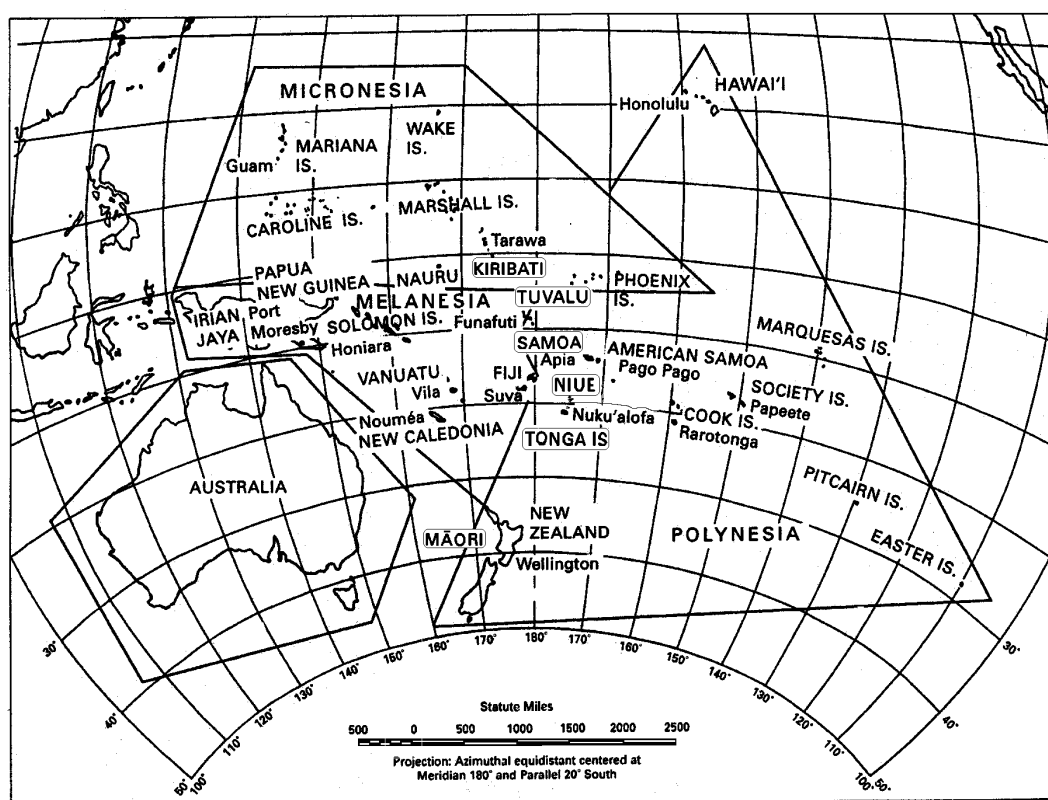 MICRONESIA
HAWAI'I
Honolulu
WAKE
IS.
MARIANA
IS.
Guam
MARSHALL IS.
CAROLINE IS.
Tarawa
KIRIBATI
PAPUA
NEW GUINEA
NAURU
PHOENIX
IS.
MELANESIA
TUVALU
IRIAN
JAYA
Port
Moresby
SOLOMON IS.
Funafuti
Honiara
SAMOA
Apia
MARQUESAS IS.
AMERICAN SAMOA
Pago Pago
VANUATU
Vila
FIJI
Suva
NIUE
SOCIETY IS.
Papeete
Nouméa
NEW CALEDONIA
Nuku'alofa
COOK IS.
Rarotonga
TONGA IS
AUSTRALIA
PITCAIRN IS.
NEW
ZEALAND
MĀORI
POLYNESIA
EASTER IS.
Wellington
30°
40°
50°
100°
110°
120°
130°
140°
150°
160°
170°
180°
170°
160°
150°
140°
130°
120°
110°
100°
50°
40°
30°
Statute Miles
500 0 500 1000 1500 2000 2500
Projection: Azimuthal equidistant centered at
Meridian 180° and Parallel 20° South